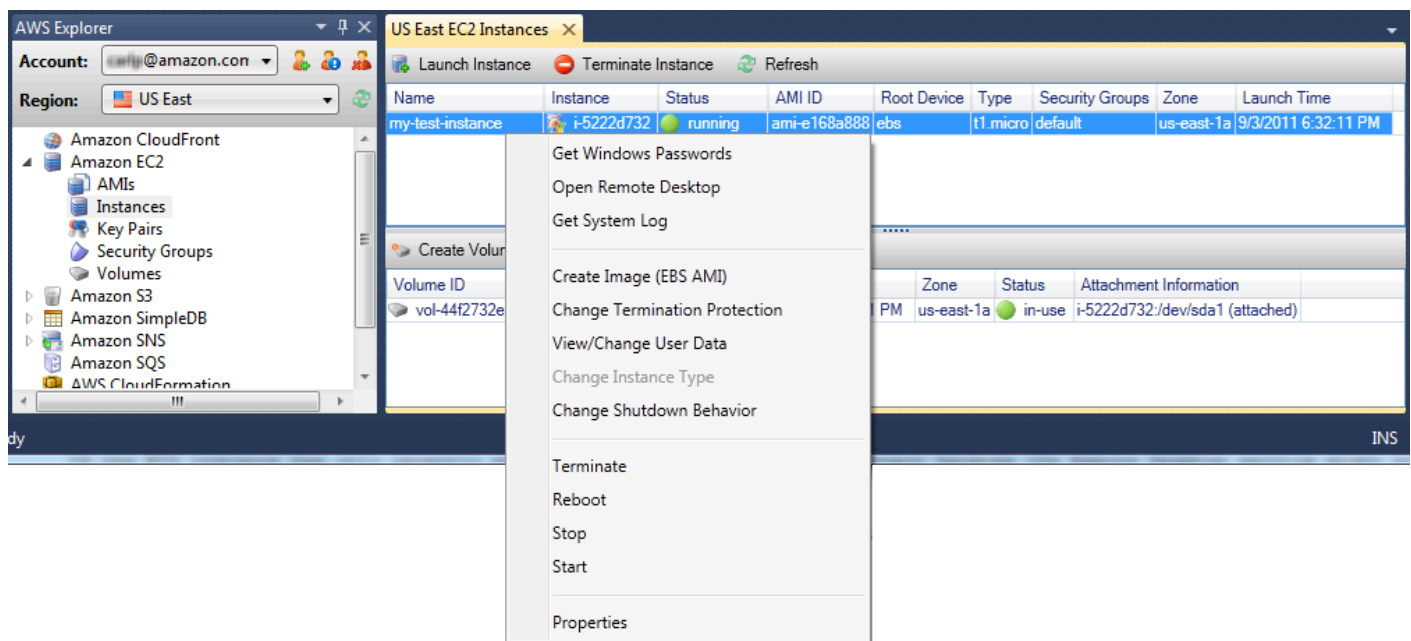 AWS Explorer
Account: @amazon.con
Region: US East
Amazon CloudFront
Amazon EC2
AMIs
Instances
Key Pairs
Security Groups
Volumes
Amazon S3
Amazon SimpleDB
Amazon SNS
Amazon SQS
AWS CloudFormation
US East EC2 Instances
Launch Instance Terminate Instance Refresh
Name Instance Status AMI ID Root Device Type Security Groups Zone Launch Time
my-test-instance i-5222d732 running ami-e168a888 ebs t1.micro default us-east-1a 9/3/2011 6:32:11 PM
Get Windows Passwords
Open Remote Desktop
Get System Log
Create Image (EBS AMI)
Change Termination Protection
View/Change User Data
Change Instance Type
Change Shutdown Behavior
Terminate
Reboot
Stop
Start
Properties
Create Volum
Volume ID Zone Status Attachment Information
vol-44f2732e PM us-east-1a in-use i-5222d732:/dev/sda1 (attached)
dy INS